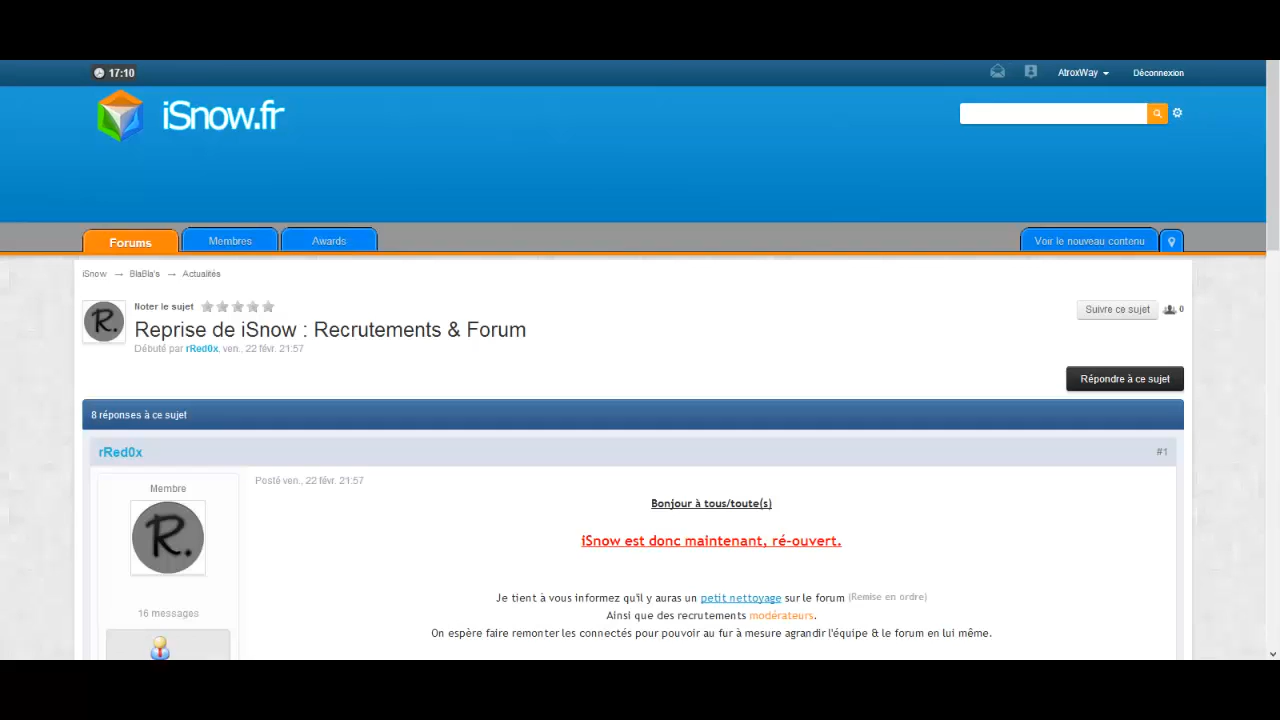 17:10
AtroxWay
Déconnexion
iSnow.fr
Forums
Membres
Awards
Voir le nouveau contenu
iSnow → BlaBla's → Actualités
Noter le sujet
Suivre ce sujet
0
R.
Reprise de iSnow : Recrutements & Forum
Débuté par rRed0x, ven., 22 févr. 21:57
Répondre à ce sujet
8 réponses à ce sujet
rRed0x
#1
Membre
Posté ven., 22 févr. 21:57
R.
16 messages
Bonjour à tous/toute(s)
iSnow est donc maintenant, ré-ouvert.
Je tient à vous informez qu'il y auras un petit nettoyage sur le forum (Remise en ordre)
Ainsi que des recrutements modérateurs.
On espère faire remonter les connectés pour pouvoir au fur à mesure agrandir l'équipe & le forum en lui même.